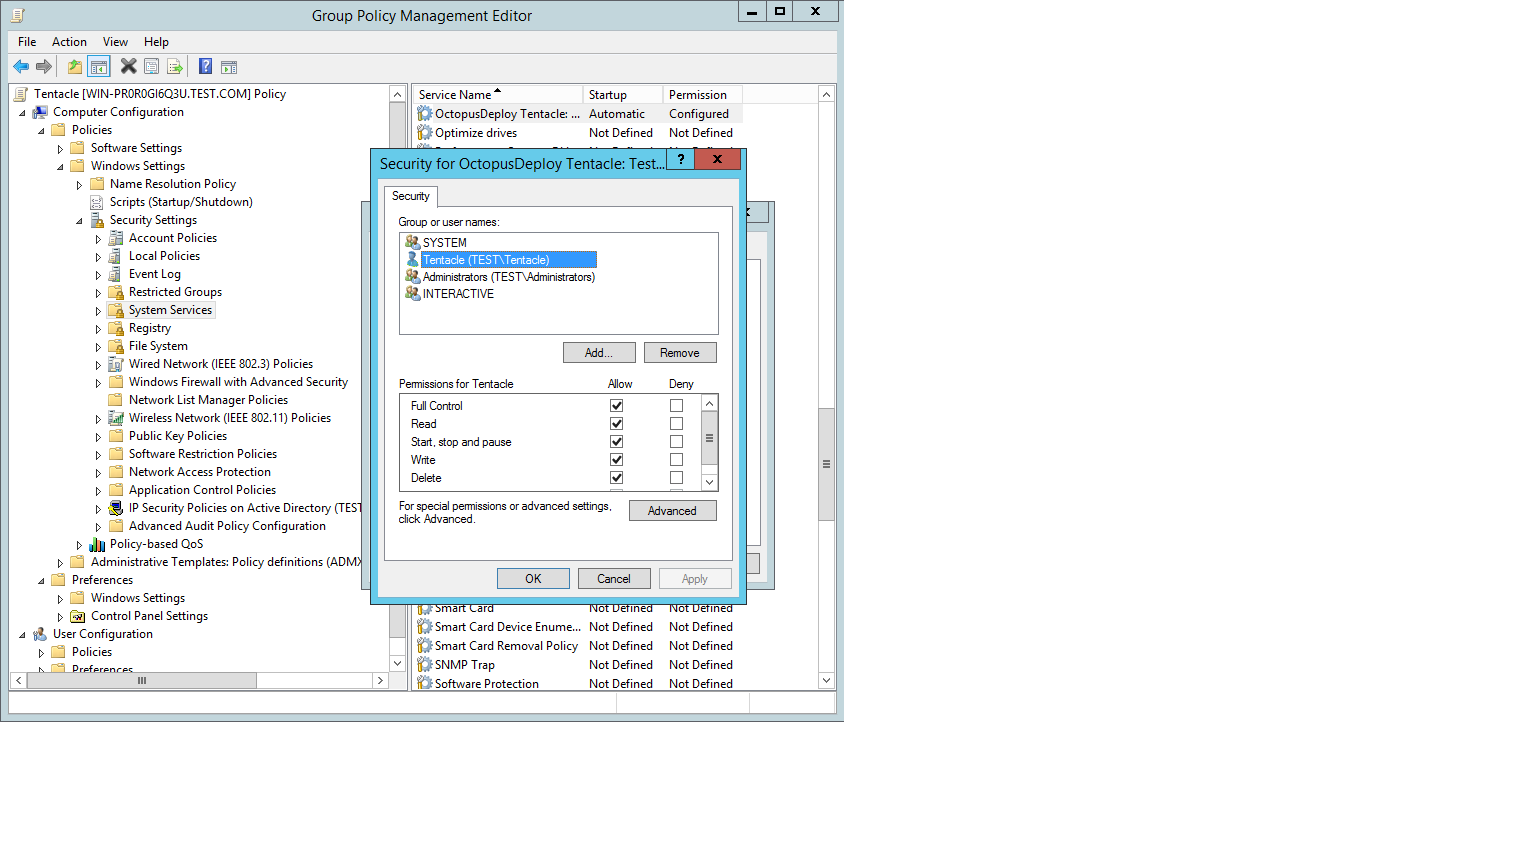 Group Policy Management Editor
File Action View Help
Tentacle [WIN-PR0R0GI6Q3U.TEST.COM] Policy
Computer Configuration
Policies
Software Settings
Windows Settings
Name Resolution Policy
Scripts (Startup/Shutdown)
Security Settings
Account Policies
Local Policies
Event Log
Restricted Groups
System Services
Registry
File System
Wired Network (IEEE 802.3) Policies
Windows Firewall with Advanced Security
Network List Manager Policies
Wireless Network (IEEE 802.11) Policies
Public Key Policies
Software Restriction Policies
Network Access Protection
Application Control Policies
IP Security Policies on Active Directory (TEST
Advanced Audit Policy Configuration
Policy-based QoS
Administrative Templates: Policy definitions (ADMX
Preferences
Windows Settings
Control Panel Settings
User Configuration
Policies
Preferences
Service Name Startup Permission
OctopusDeploy Tentacle: ... Automatic Configured
Optimize drives Not Defined Not Defined
Security for OctopusDeploy Tentacle: Test...
Security
Group or user names:
SYSTEM
Tentacle (TEST\Tentacle)
Administrators (TEST\Administrators)
INTERACTIVE
Add... Remove
Permissions for Tentacle Allow Deny
Full Control
Read
Start, stop and pause
Write
Delete
For special permissions or advanced settings,
click Advanced.
Advanced
OK Cancel Apply
Smart Card Not Defined Not Defined
Smart Card Device Enume... Not Defined Not Defined
Smart Card Removal Policy Not Defined Not Defined
SNMP Trap Not Defined Not Defined
Software Protection Not Defined Not Defined